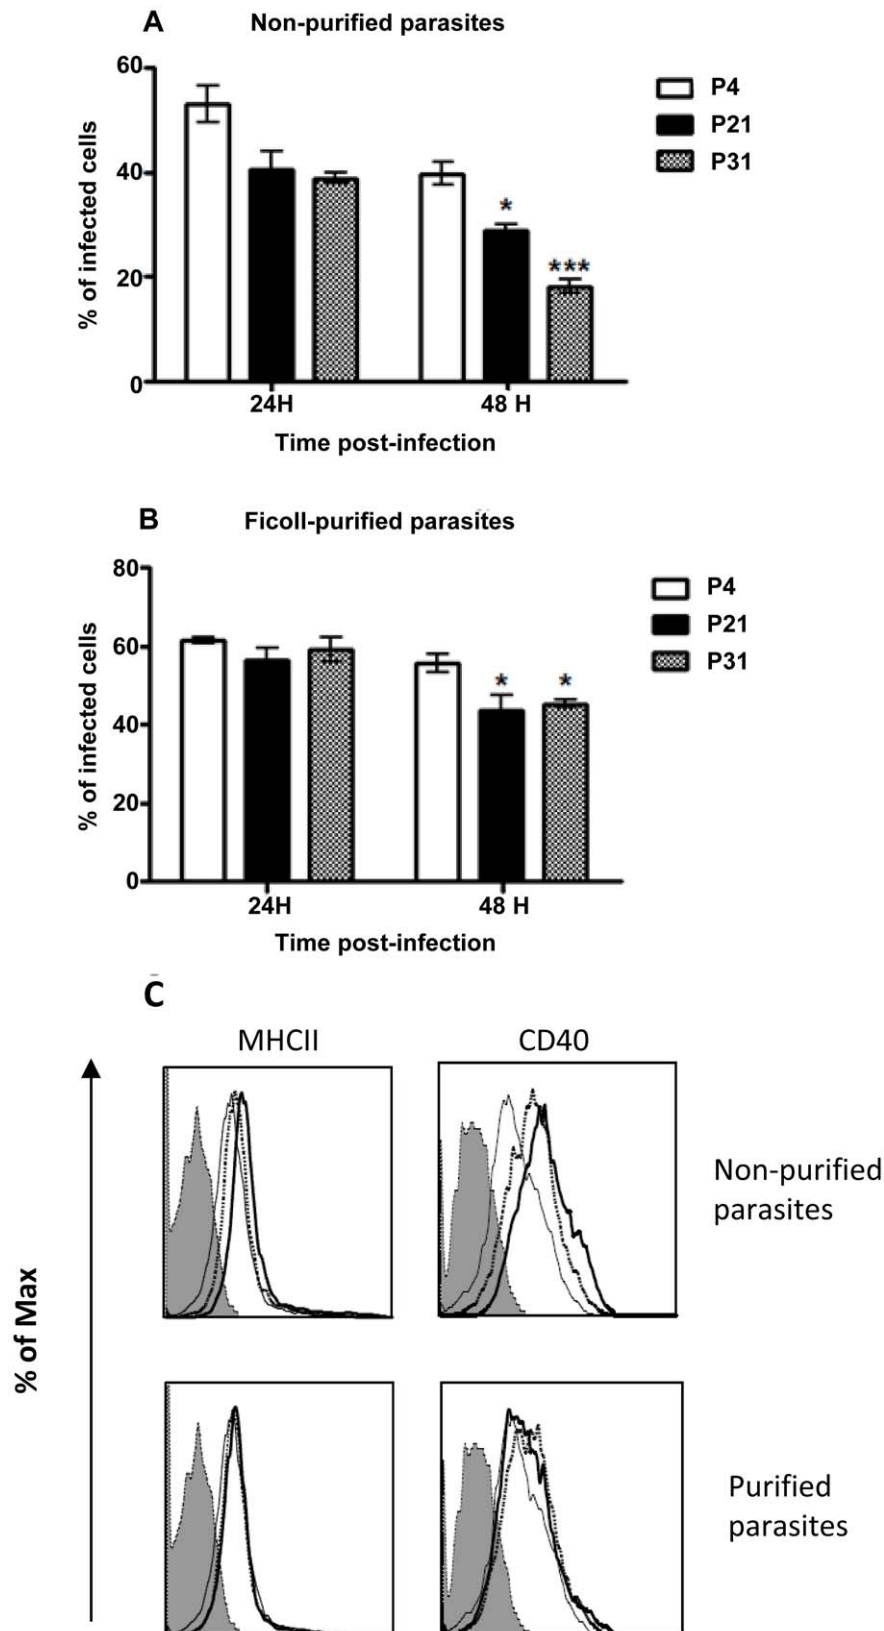 A
Non-purified parasites
% of infected cells
60
40
20
0
*
***
24H
48 H
Time post-infection
P4
P21
P31
B
Ficoll-purified parasites
% of infected cells
80
60
40
20
0
*
*
24H
48 H
Time post-infection
P4
P21
P31
C
MHCII
CD40
% of Max
Non-purified
parasites
Purified
parasites